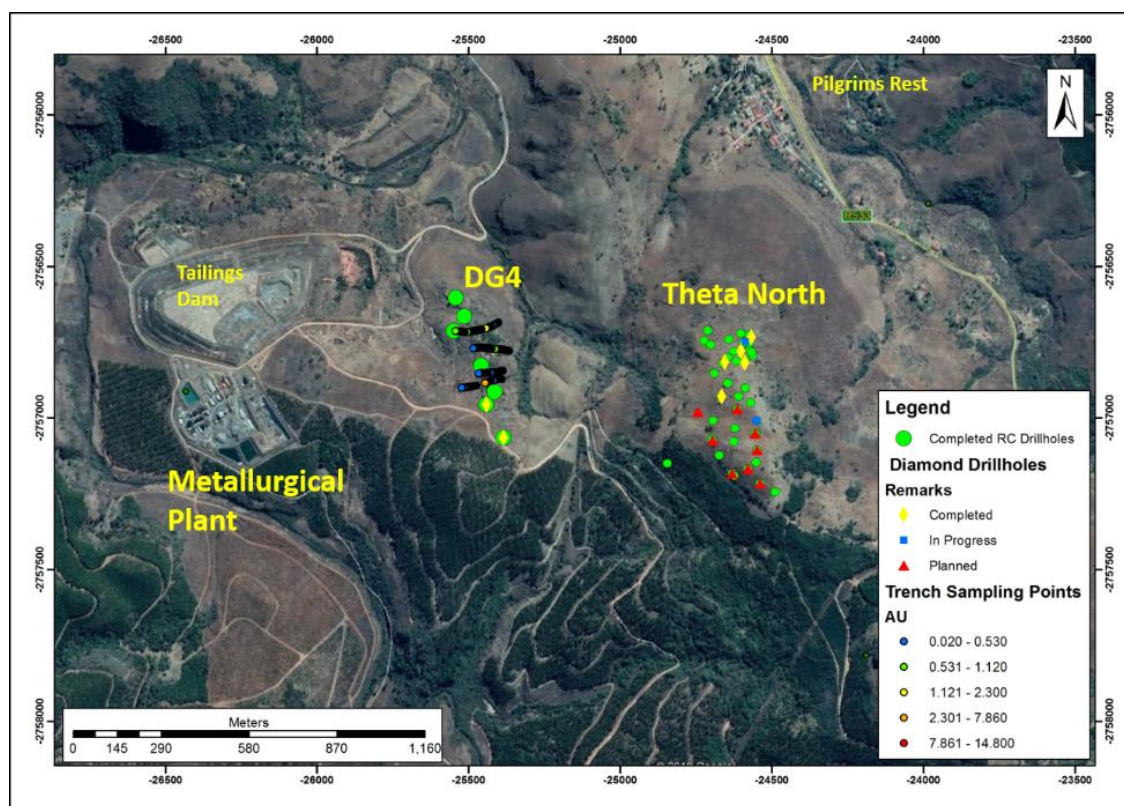 -26500 -26000 -25500 -25000 -24500 -24000 -23500
Pilgrims Rest
N
-2756000 -2756000
-2756500 -2756500
Tailings
Dam
DG4
Theta North
-2757000 -2757000
Metallurgical
Plant
-2757500 -2757500
-2758000 -2758000
Legend
Completed RC Drillholes
Diamond Drillholes
Remarks
Completed
In Progress
Planned
Trench Sampling Points
AU
0.020 - 0.530
0.531 - 1.120
1.121 - 2.300
2.301 - 7.860
7.861 - 14.800
Meters
0 145 290 580 870 1,160
-26500 -26000 -25500 -25000 -24500 -24000 -23500